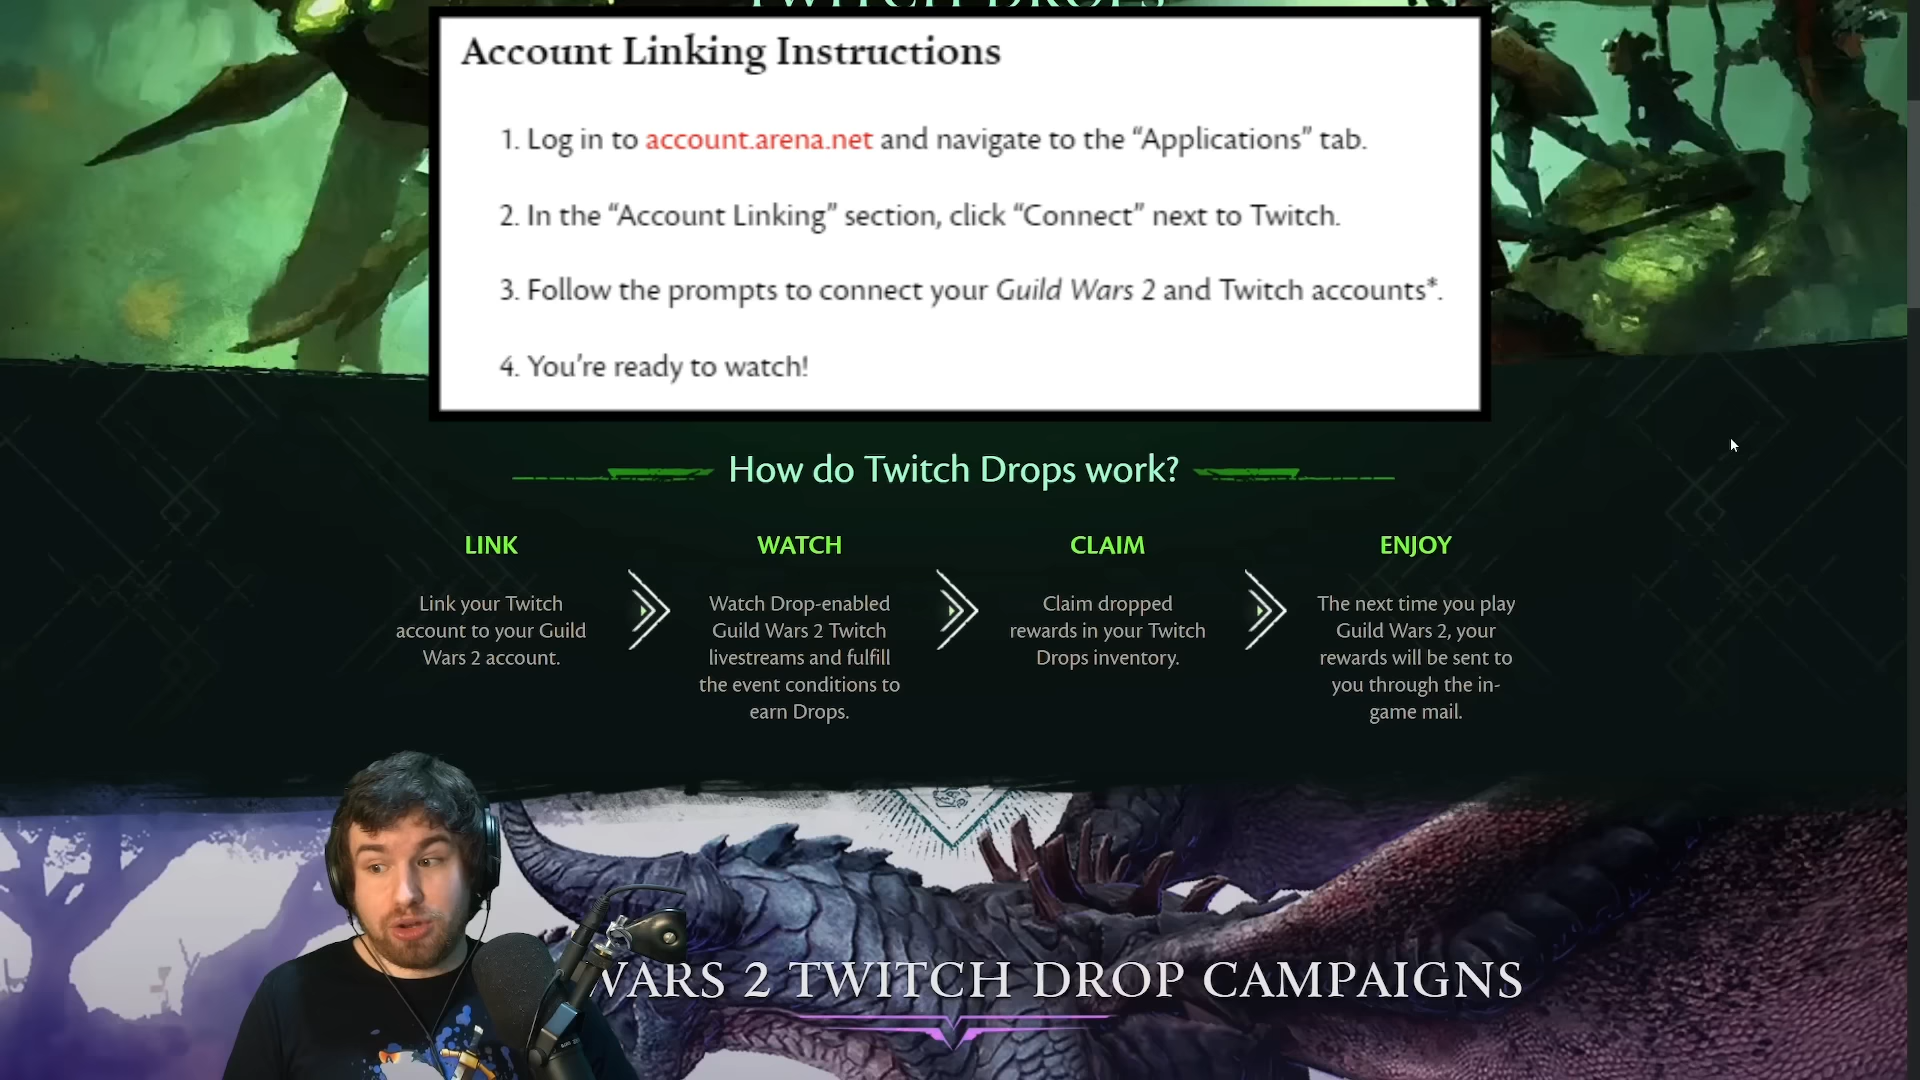 TWITCH DROPS
Account Linking Instructions
1. Log in to account.arena.net and navigate to the “Applications” tab.
2. In the “Account Linking” section, click “Connect” next to Twitch.
3. Follow the prompts to connect your Guild Wars 2 and Twitch accounts*.
4. You’re ready to watch!
How do Twitch Drops work?
LINK
Link your Twitch
account to your Guild
Wars 2 account.
WATCH
Watch Drop-enabled
Guild Wars 2 Twitch
livestreams and fulfill
the event conditions to
earn Drops.
CLAIM
Claim dropped
rewards in your Twitch
Drops inventory.
ENJOY
The next time you play
Guild Wars 2, your
rewards will be sent to
you through the in-
game mail.
WARS 2 TWITCH DROP CAMPAIGNS